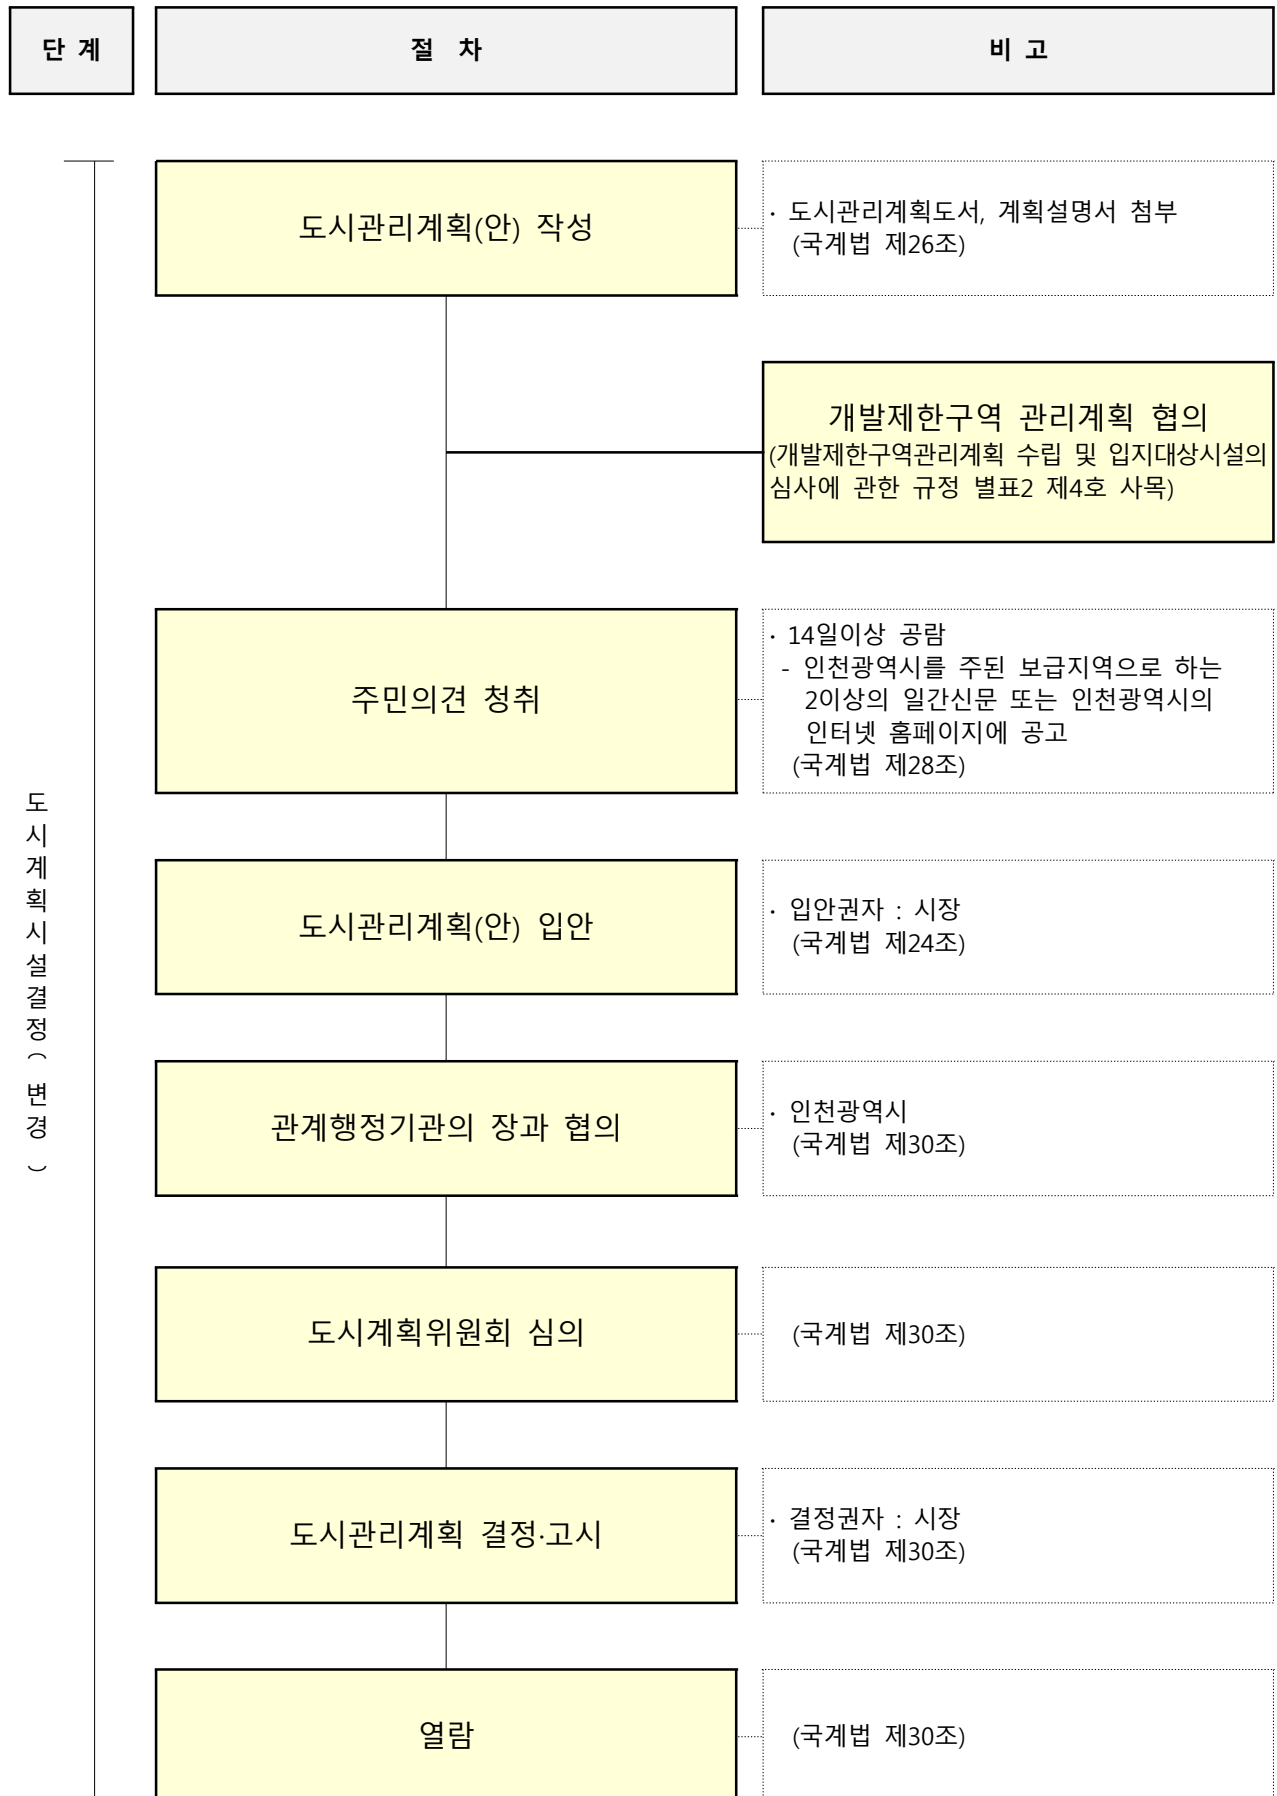 단 계
절 차
비 고
도시관리계획(안) 작성
· 도시관리계획도서, 계획설명서 첨부
(국계법 제26조)
개발제한구역 관리계획 협의
(개발제한구역관리계획 수립 및 입지대상시설의
심사에 관한 규정 별표2 제4호 사목)
주민의견 청취
· 14일이상 공람
- 인천광역시를 주된 보급지역으로 하는
2이상의 일간신문 또는 인천광역시의
인터넷 홈페이지에 공고
(국계법 제28조)
도시계획시설결정(변경)
도시관리계획(안) 입안
· 입안권자 : 시장
(국계법 제24조)
관계행정기관의 장과 협의
· 인천광역시
(국계법 제30조)
도시계획위원회 심의
(국계법 제30조)
도시관리계획 결정·고시
· 결정권자 : 시장
(국계법 제30조)
열람
(국계법 제30조)